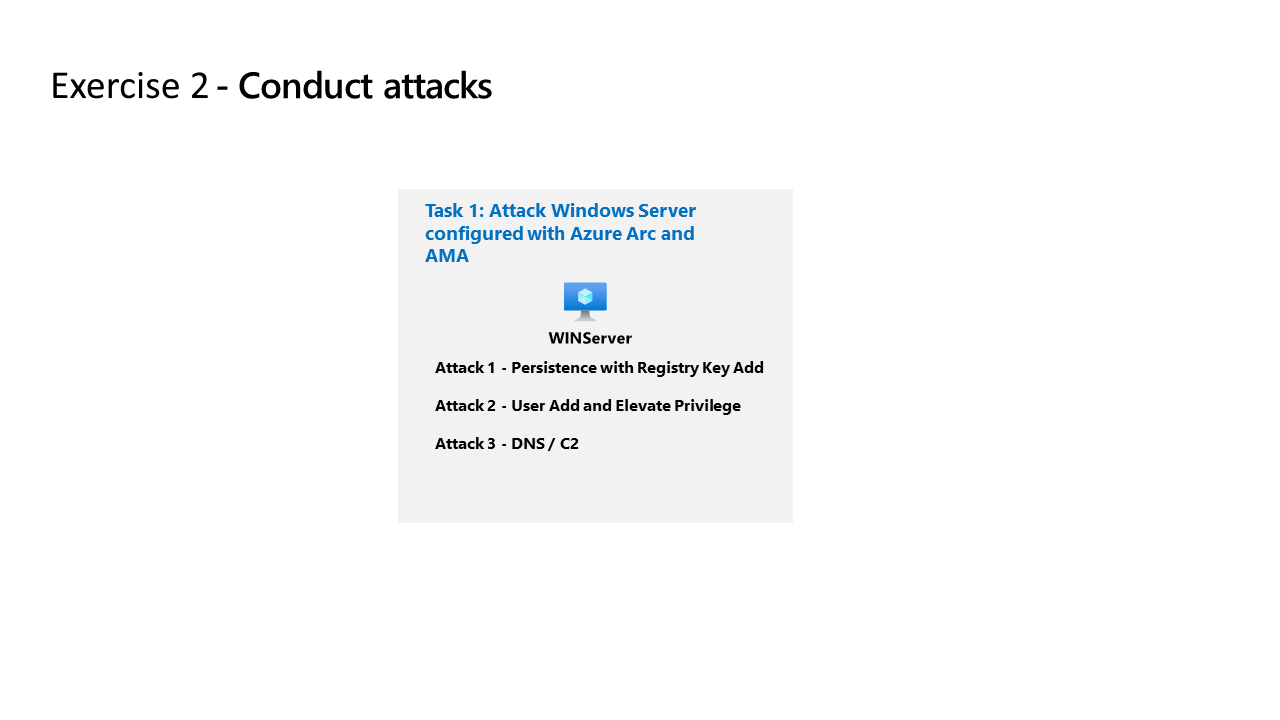 Exercise 2 - Conduct attacks
Task 1: Attack Windows Server
configured with Azure Arc and
AMA
WINServer
Attack 1 - Persistence with Registry Key Add
Attack 2 - User Add and Elevate Privilege
Attack 3 - DNS / C2